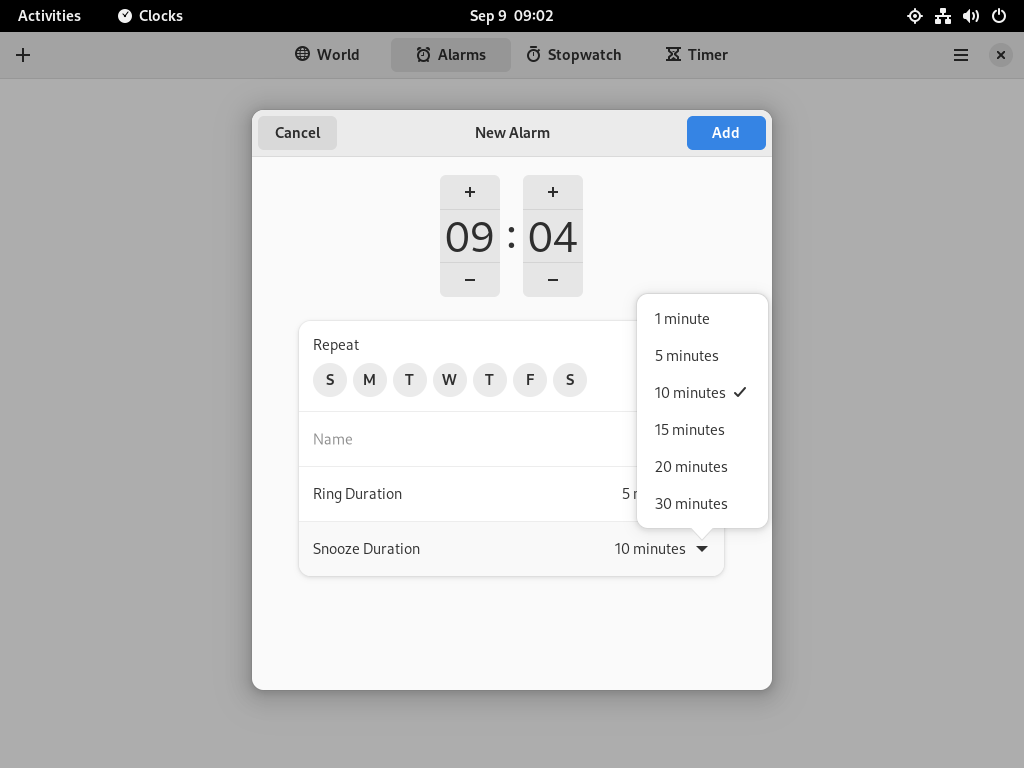 Activities Clocks Sep 9 09:02
World Alarms Stopwatch Timer
Cancel New Alarm Add
+ +
09 : 04
− −
Repeat
S M T W T F S
Name
Ring Duration 5
Snooze Duration 10 minutes
1 minute
5 minutes
10 minutes
15 minutes
20 minutes
30 minutes